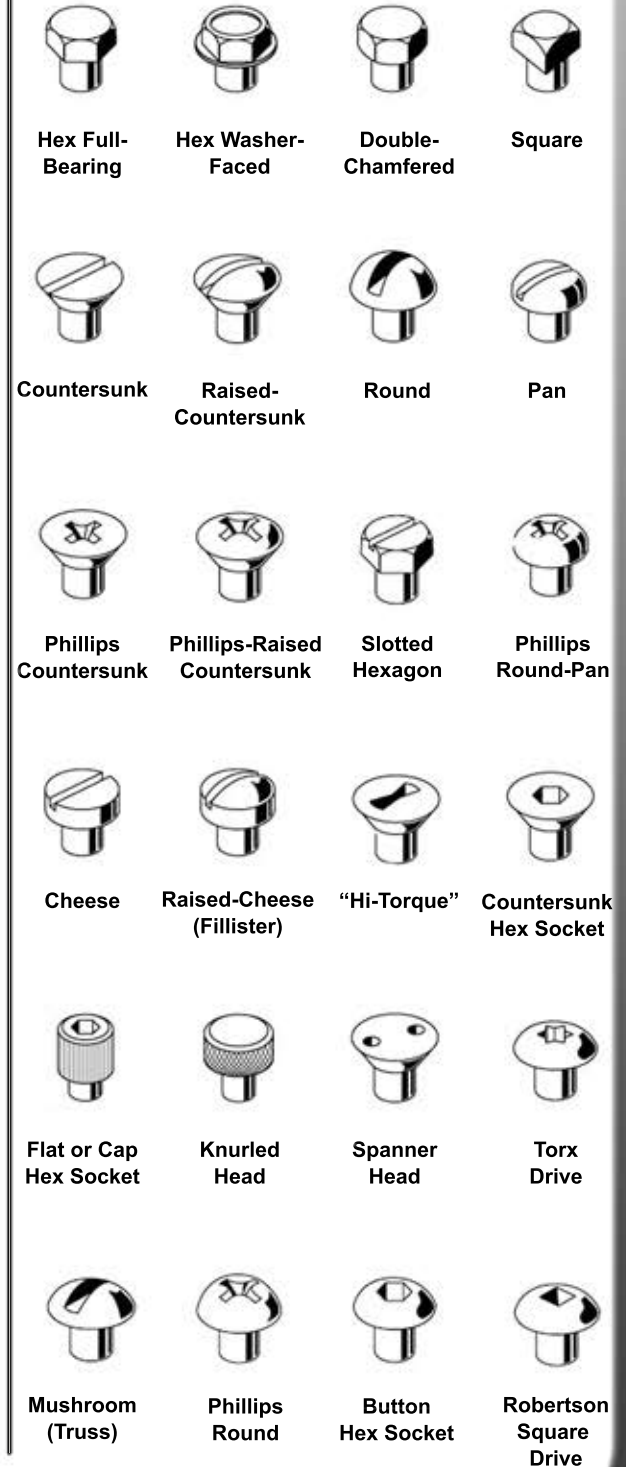 Hex Full-
Bearing
Hex Washer-
Faced
Double-
Chamfered
Square
Countersunk
Raised-
Countersunk
Round
Pan
Phillips
Countersunk
Phillips-Raised
Countersunk
Slotted
Hexagon
Phillips
Round-Pan
Cheese
Raised-Cheese
(Fillister)
“Hi-Torque”
Countersunk
Hex Socket
Flat or Cap
Hex Socket
Knurled
Head
Spanner
Head
Torx
Drive
Mushroom
(Truss)
Phillips
Round
Button
Hex Socket
Robertson
Square
Drive